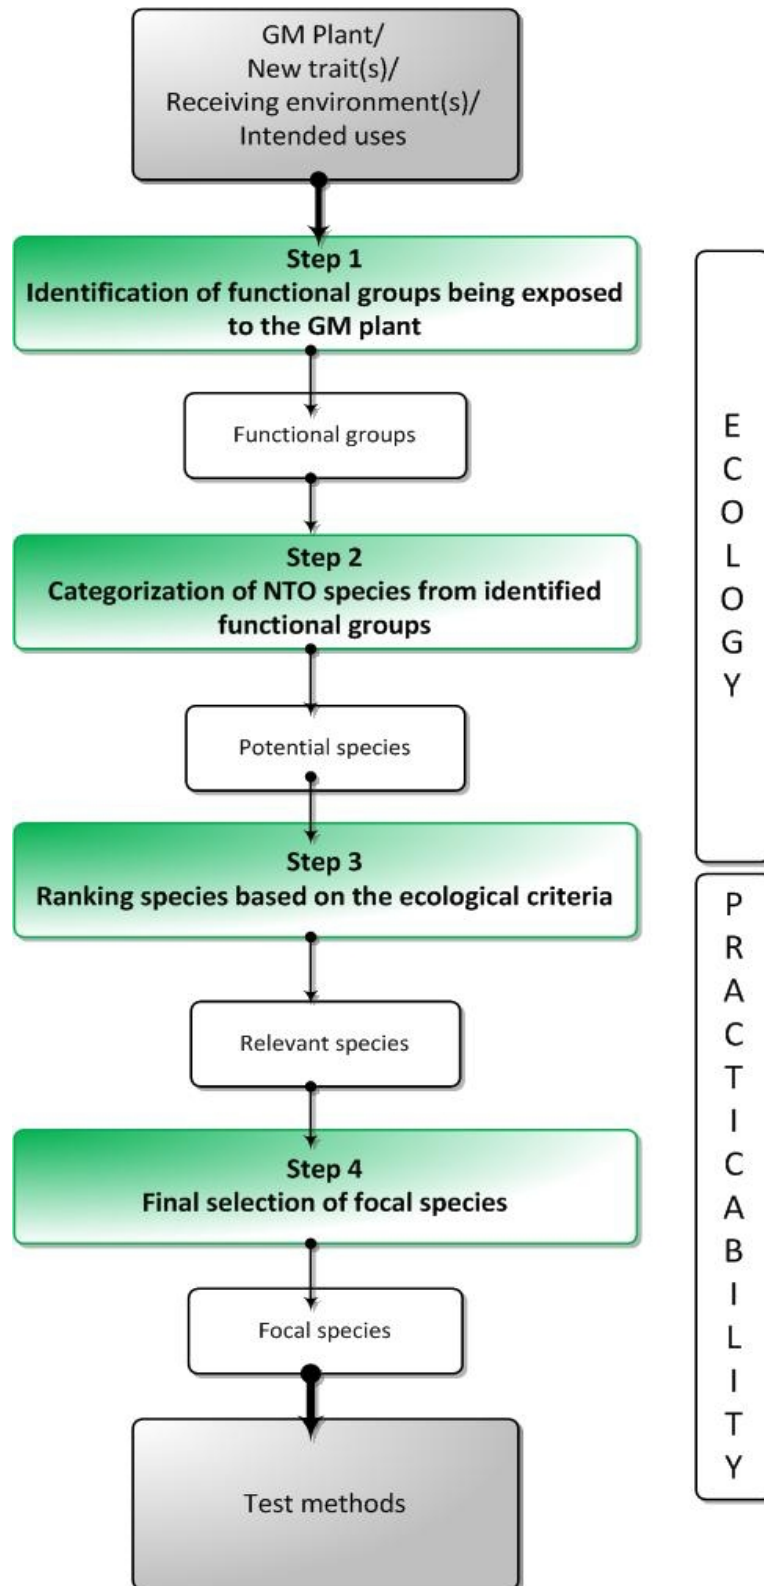 GM Plant/
New trait(s)/
Receiving environment(s)/
Intended uses
Step 1
Identification of functional groups being exposed
to the GM plant
Functional groups
Step 2
Categorization of NTO species from identified
functional groups
Potential species
Step 3
Ranking species based on the ecological criteria
Relevant species
Step 4
Final selection of focal species
Focal species
Test methods
ECOLOGY
PRACTICABILITY